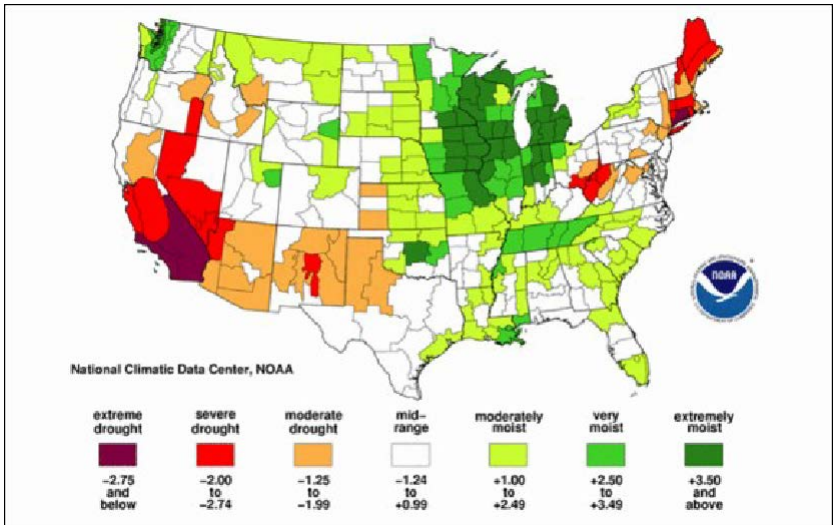 NOAA
National Climatic Data Center, NOAA
extreme drought
severe drought
moderate drought
mid-range
moderately moist
very moist
extremely moist
−2.75 and below
−2.00 to −2.74
−1.25 to −1.99
−1.24 to +0.99
+1.00 to +2.49
+2.50 to +3.49
+3.50 and above